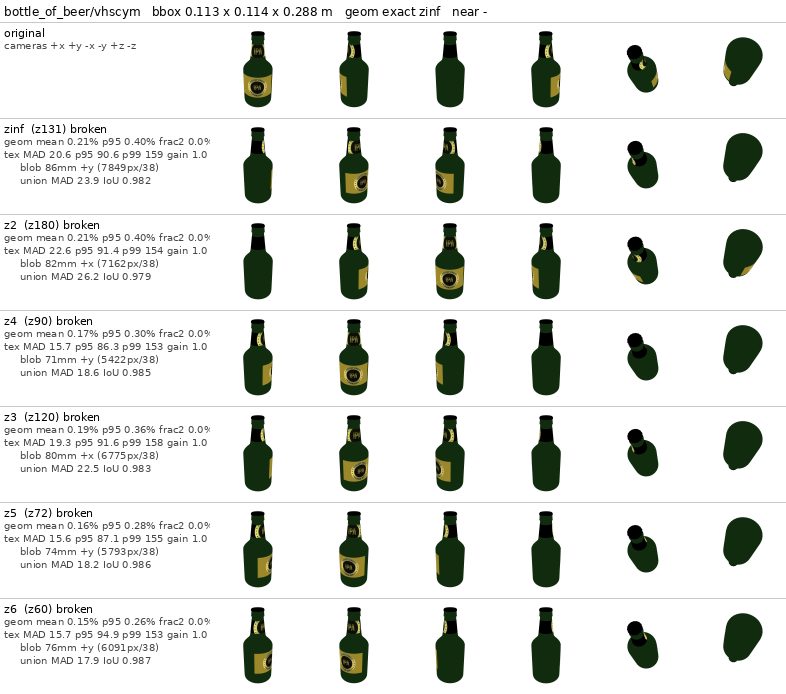 bottle_of_beer/vhscym bbox 0.113 x 0.114 x 0.288 m geom exact zinf near -
original
cameras +x +y -x -y +z -z
IPA
IPA
zinf (z131) broken
geom mean 0.21% p95 0.40% frac2 0.0%
tex MAD 20.6 p95 90.6 p99 159 gain 1.0
blob 86mm +y (7849px/38)
union MAD 23.9 IoU 0.982
z2 (z180) broken
geom mean 0.21% p95 0.40% frac2 0.0%
tex MAD 22.6 p95 91.4 p99 154 gain 1.0
blob 82mm +x (7162px/38)
union MAD 26.2 IoU 0.979
IPA
IPA
z4 (z90) broken
geom mean 0.17% p95 0.30% frac2 0.0%
tex MAD 15.7 p95 86.3 p99 153 gain 1.0
blob 71mm +y (5422px/38)
union MAD 18.6 IoU 0.985
IPA
IPA
z3 (z120) broken
geom mean 0.19% p95 0.36% frac2 0.0%
tex MAD 19.3 p95 91.6 p99 158 gain 1.0
blob 80mm +y (6775px/38)
union MAD 22.5 IoU 0.983
z5 (z72) broken
geom mean 0.16% p95 0.28% frac2 0.0%
tex MAD 15.6 p95 87.1 p99 155 gain 1.0
blob 74mm +y (5793px/38)
union MAD 18.2 IoU 0.986
z6 (z60) broken
geom mean 0.15% p95 0.26% frac2 0.0%
tex MAD 15.7 p95 94.9 p99 153 gain 1.0
blob 76mm +y (6091px/38)
union MAD 17.9 IoU 0.987